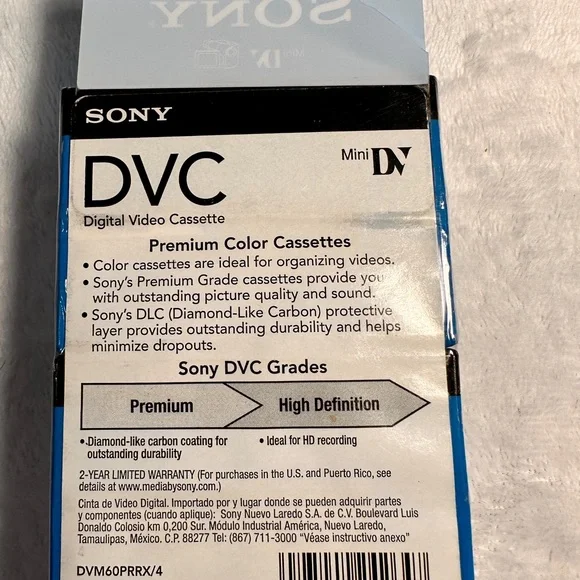 SONY
Mini DV
SONY
DVC
Mini DV
Digital Video Cassette
Premium Color Cassettes
• Color cassettes are ideal for organizing videos.
• Sony's Premium Grade cassettes provide you
with outstanding picture quality and sound.
• Sony's DLC (Diamond-Like Carbon) protective
layer provides outstanding durability and helps
minimize dropouts.
Sony DVC Grades
Premium High Definition
• Diamond-like carbon coating for
outstanding durability
• Ideal for HD recording
2-YEAR LIMITED WARRANTY (For purchases in the U.S. and Puerto Rico, see
details at www.mediabysony.com.)
Cinta de Vídeo Digital. Importado por y lugar donde se pueden adquirir partes
y componentes (cuando aplique): Sony Nuevo Laredo S.A. de C.V. Boulevard Luis
Donaldo Colosio km 0,200 Sur. Módulo Industrial América, Nuevo Laredo,
Tamaulipas, México. C.P. 88277 Tel: (867) 711-3000 "Véase instructivo anexo"
DVM60PRRX/4